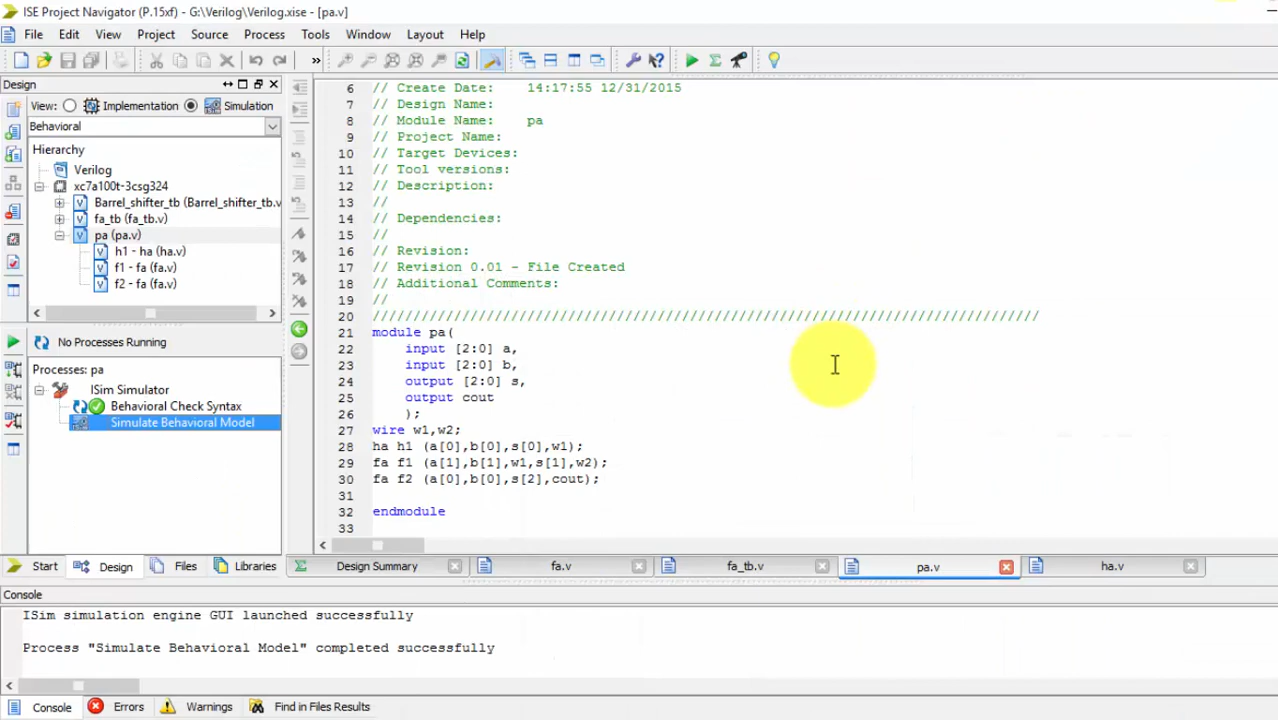 ISE Project Navigator (P.15xf) - G:\Verilog\Verilog.xise - [pa.v]
File Edit View Project Source Process Tools Window Layout Help
»
Design
View: Implementation Simulation
Behavioral
Hierarchy
Verilog
xc7a100t-3csg324
Barrel_shifter_tb (Barrel_shifter_tb.v
fa_tb (fa_tb.v)
pa (pa.v)
h1 - ha (ha.v)
f1 - fa (fa.v)
f2 - fa (fa.v)
No Processes Running
Processes: pa
ISim Simulator
Behavioral Check Syntax
Simulate Behavioral Model
Start Design Files Libraries
6 // Create Date: 14:17:55 12/31/2015
7 // Design Name:
8 // Module Name: pa
9 // Project Name:
10 // Target Devices:
11 // Tool versions:
12 // Description:
13 //
14 // Dependencies:
15 //
16 // Revision:
17 // Revision 0.01 - File Created
18 // Additional Comments:
19 //
20 //////////////////////////////////////////////////////////////////////////////////
21 module pa(
22 input [2:0] a,
23 input [2:0] b,
24 output [2:0] s,
25 output cout
26 );
27 wire w1,w2;
28 ha h1 (a[0],b[0],s[0],w1);
29 fa f1 (a[1],b[1],w1,s[1],w2);
30 fa f2 (a[0],b[0],s[2],cout);
31
32 endmodule
33
Design Summary fa.v fa_tb.v pa.v ha.v
Console
ISim simulation engine GUI launched successfully
Process "Simulate Behavioral Model" completed successfully
Console Errors Warnings Find in Files Results